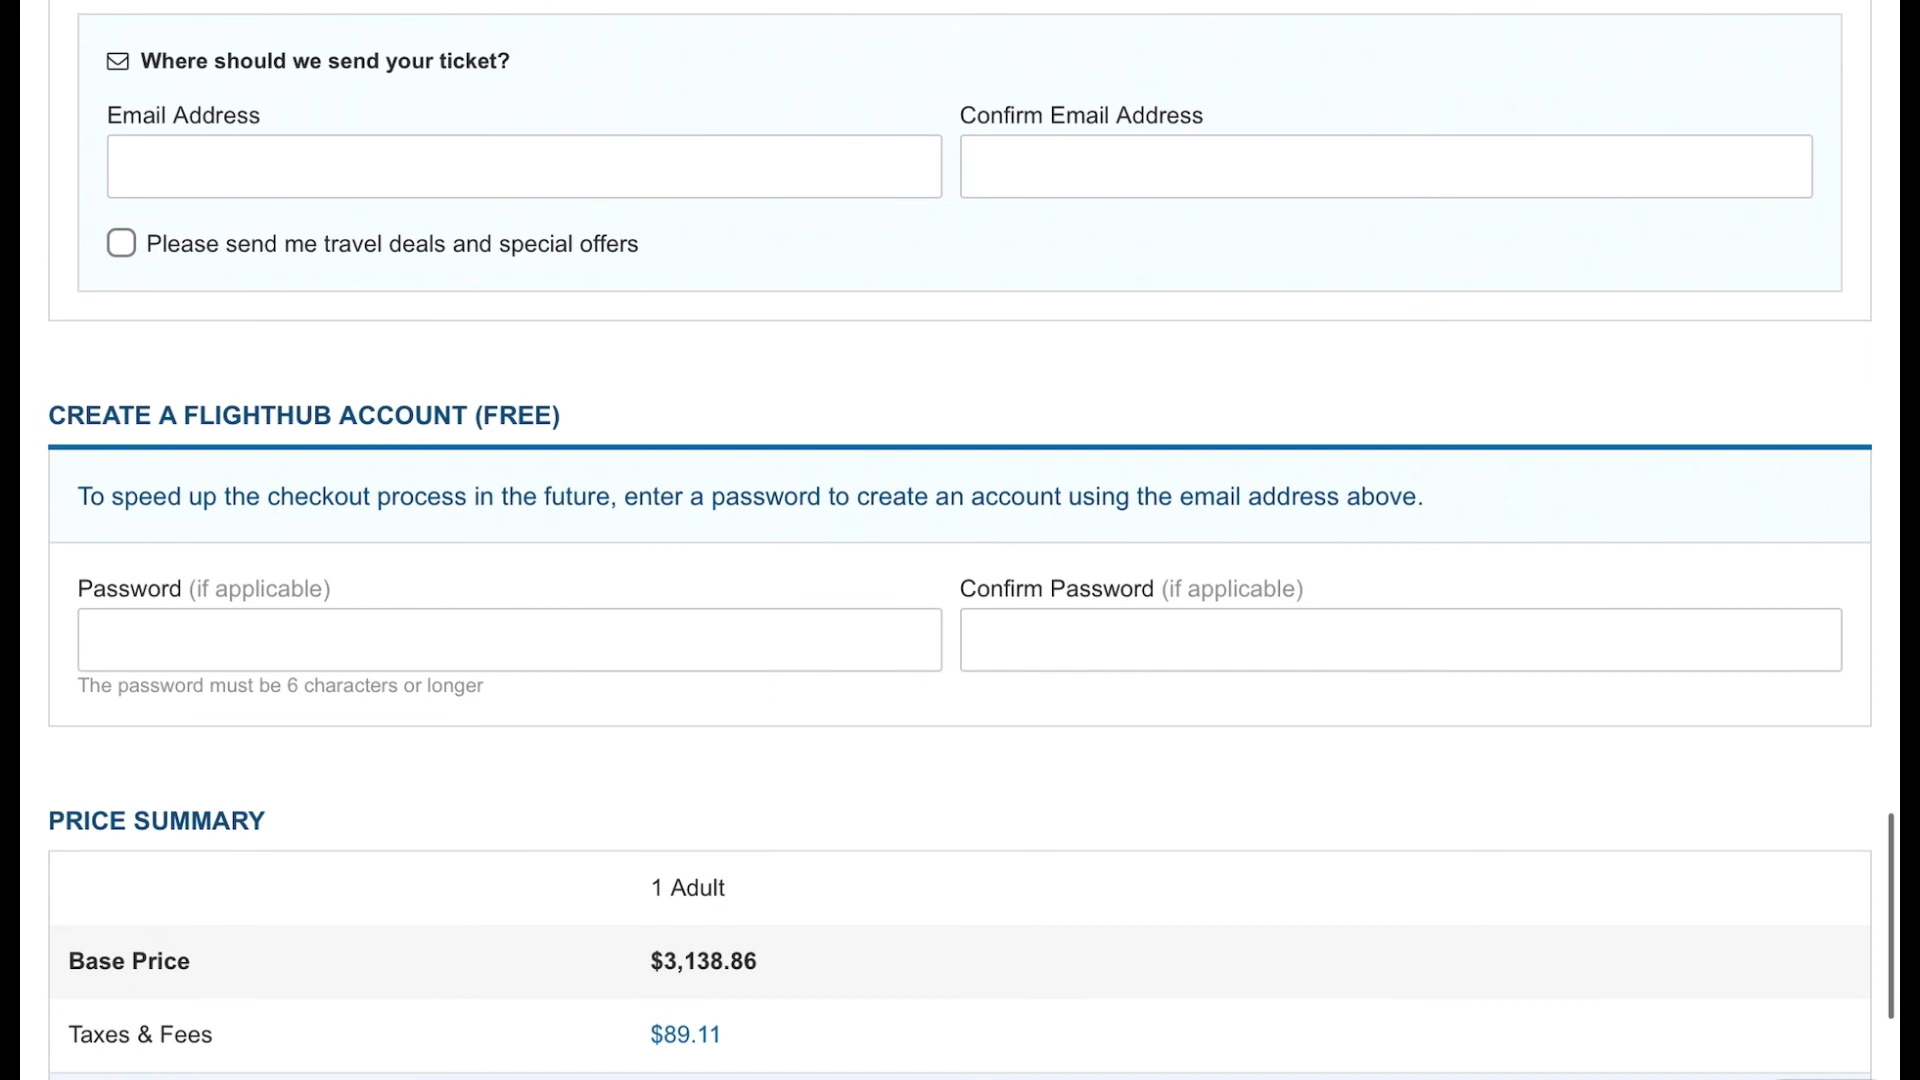 Where should we send your ticket?
Email Address
Confirm Email Address
Please send me travel deals and special offers
CREATE A FLIGHTHUB ACCOUNT (FREE)
To speed up the checkout process in the future, enter a password to create an account using the email address above.
Password (if applicable)
Confirm Password (if applicable)
The password must be 6 characters or longer
PRICE SUMMARY
1 Adult
Base Price $3,138.86
Taxes & Fees $89.11